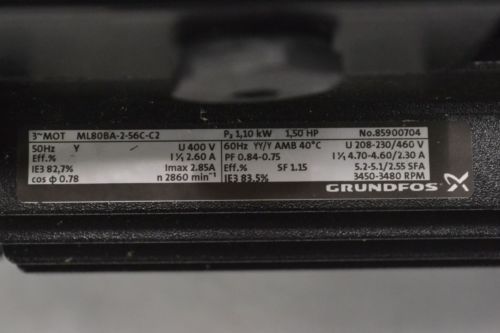 3~MOT ML80BA-2-56C-C2 P₂ 1,10 kW 1,50 HP No.85900704
50Hz Y U 400 V 60Hz YY/Y AMB 40°C U 208-230/460 V
Eff.% I 1/1 2.60 A PF 0.84-0.75 I 1/1 4.70-4.60/2.30 A
IE3 82,7% Imax 2.85A Eff.% SF 1.15 5.2-5.1/2.55 SFA
cos φ 0.78 n 2860 min⁻¹ IE3 83.5% 3450-3480 RPM
GRUNDFOS